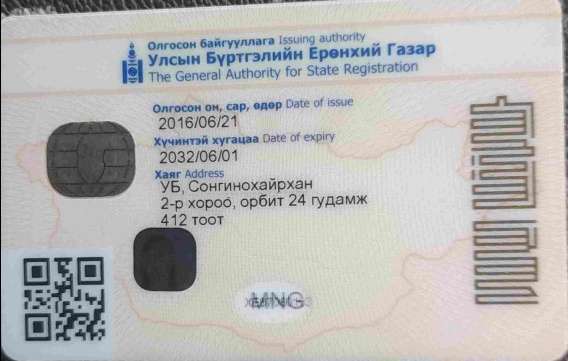 Олгосон байгууллага Issuing authority
Улсын Бүртгэлийн Ерөнхий Газар
The General Authority for State Registration
Олгосон он, сар, өдөр Date of issue
2016/06/21
Хүчинтэй хугацаа Date of expiry
2032/06/01
Хаяг Address
УБ, Сонгинохайрхан
2-р хороо, орбит 24 гудамж
412 тоот
MNG